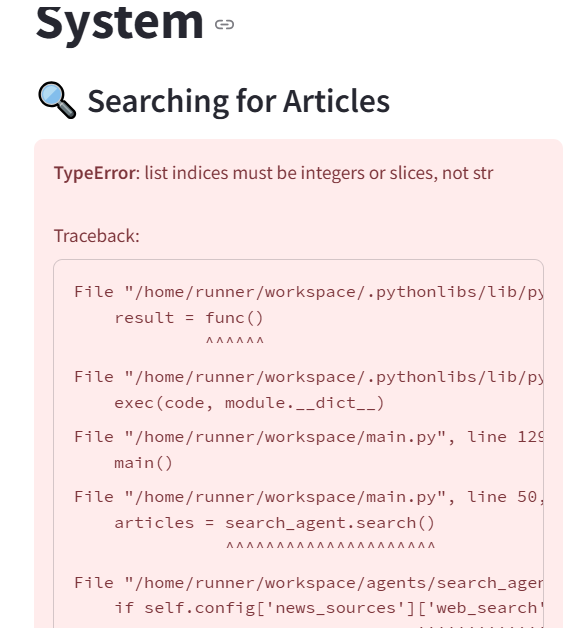 System
Searching for Articles
TypeError: list indices must be integers or slices, not str
Traceback:
File "/home/runner/workspace/.pythonlibs/lib/py
result = func()
^^^^^^
File "/home/runner/workspace/.pythonlibs/lib/py
exec(code, module.__dict__)
File "/home/runner/workspace/main.py", line 129
main()
File "/home/runner/workspace/main.py", line 50,
articles = search_agent.search()
^^^^^^^^^^^^^^^^^^^^^
File "/home/runner/workspace/agents/search_agen
if self.config['news_sources']['web_search'
^^^^^^^^^^^^^